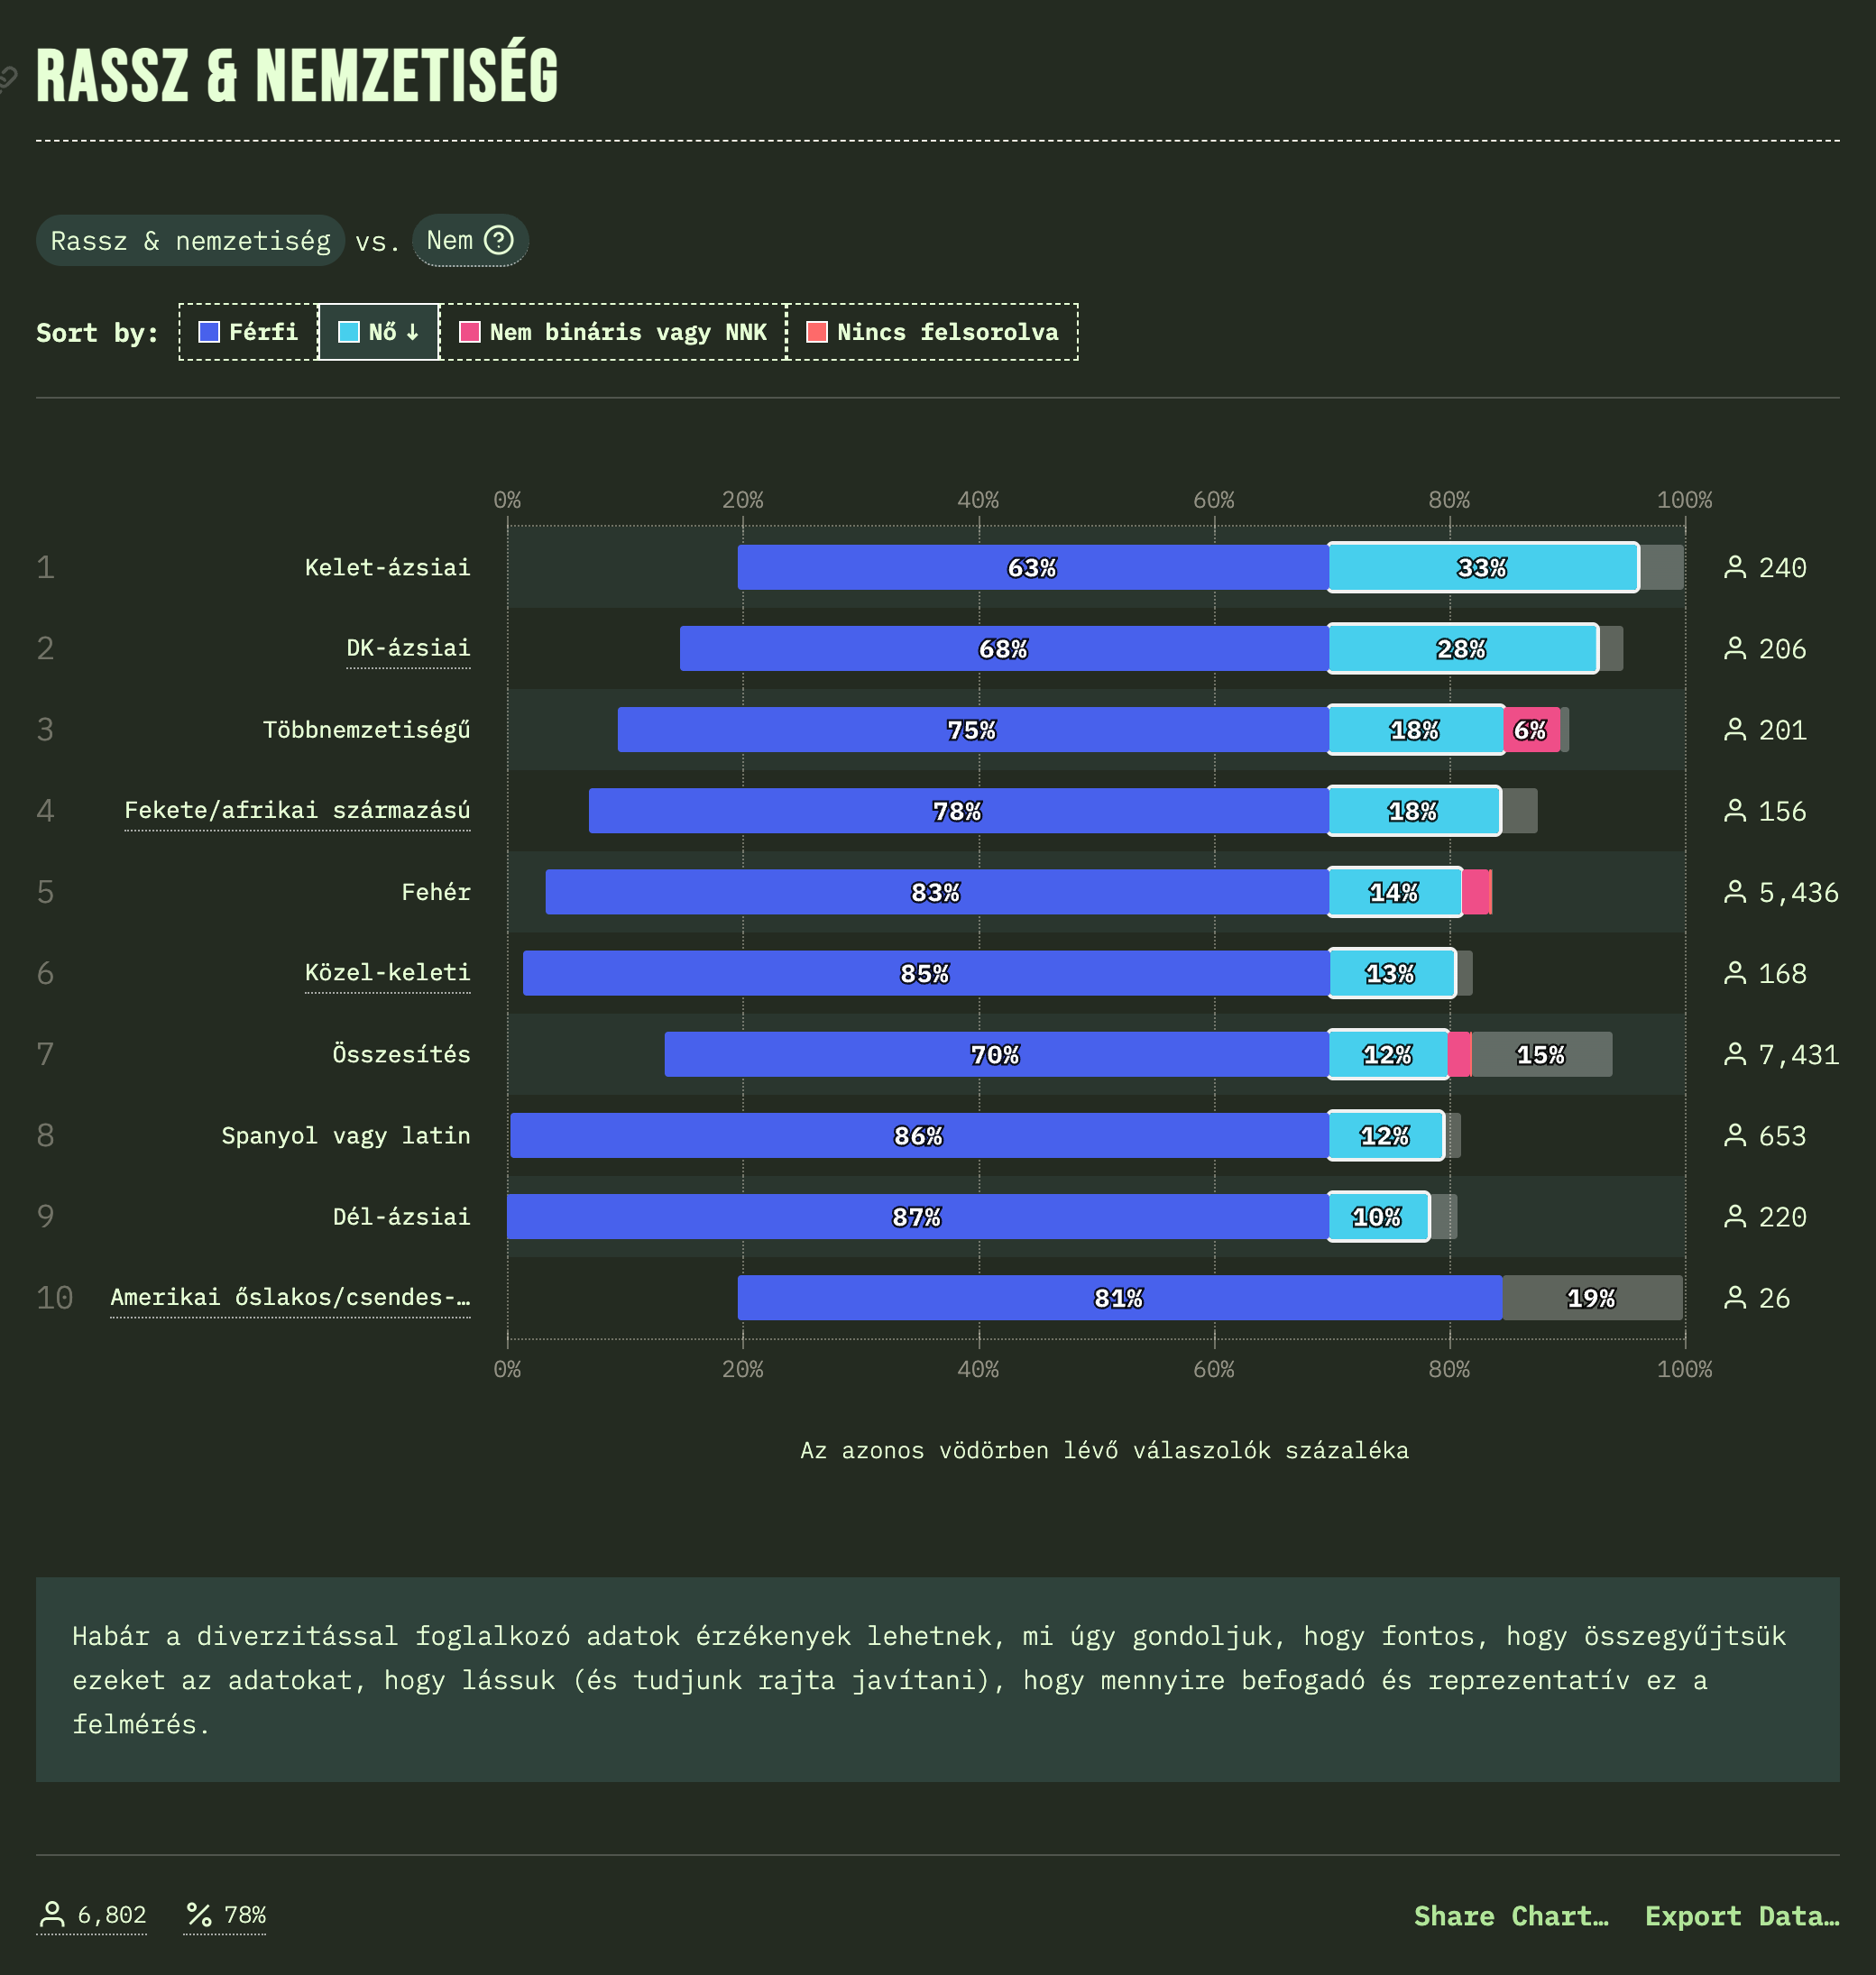 RASSZ & NEMZETISÉG
Rassz & nemzetiség vs. Nem
Sort by: Férfi Nő ↓ Nem bináris vagy NNK Nincs felsorolva
0% 20% 40% 60% 80% 100%
1 Kelet-ázsiai 63% 33% 240
2 DK-ázsiai 68% 28% 206
3 Többnemzetiségű 75% 18% 6% 201
4 Fekete/afrikai származású 78% 18% 156
5 Fehér 83% 14% 5,436
6 Közel-keleti 85% 13% 168
7 Összesítés 70% 12% 15% 7,431
8 Spanyol vagy latin 86% 12% 653
9 Dél-ázsiai 87% 10% 220
10 Amerikai őslakos/csendes-… 81% 19% 26
0% 20% 40% 60% 80% 100%
Az azonos vödörben lévő válaszolók százaléka
Habár a diverzitással foglalkozó adatok érzékenyek lehetnek, mi úgy gondoljuk, hogy fontos, hogy összegyűjtsük
ezeket az adatokat, hogy lássuk (és tudjunk rajta javítani), hogy mennyire befogadó és reprezentatív ez a
felmérés.
6,802 % 78% Share Chart… Export Data…